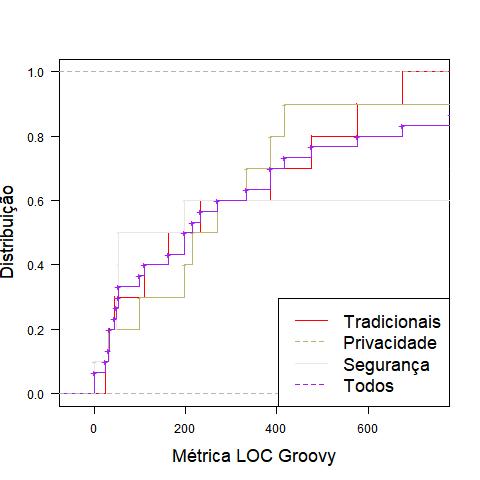 1.0
0.8
0.6
0.4
0.2
0.0
Distribuição
Tradicionais
Privacidade
Segurança
Todos
0 200 400 600
Métrica LOC Groovy